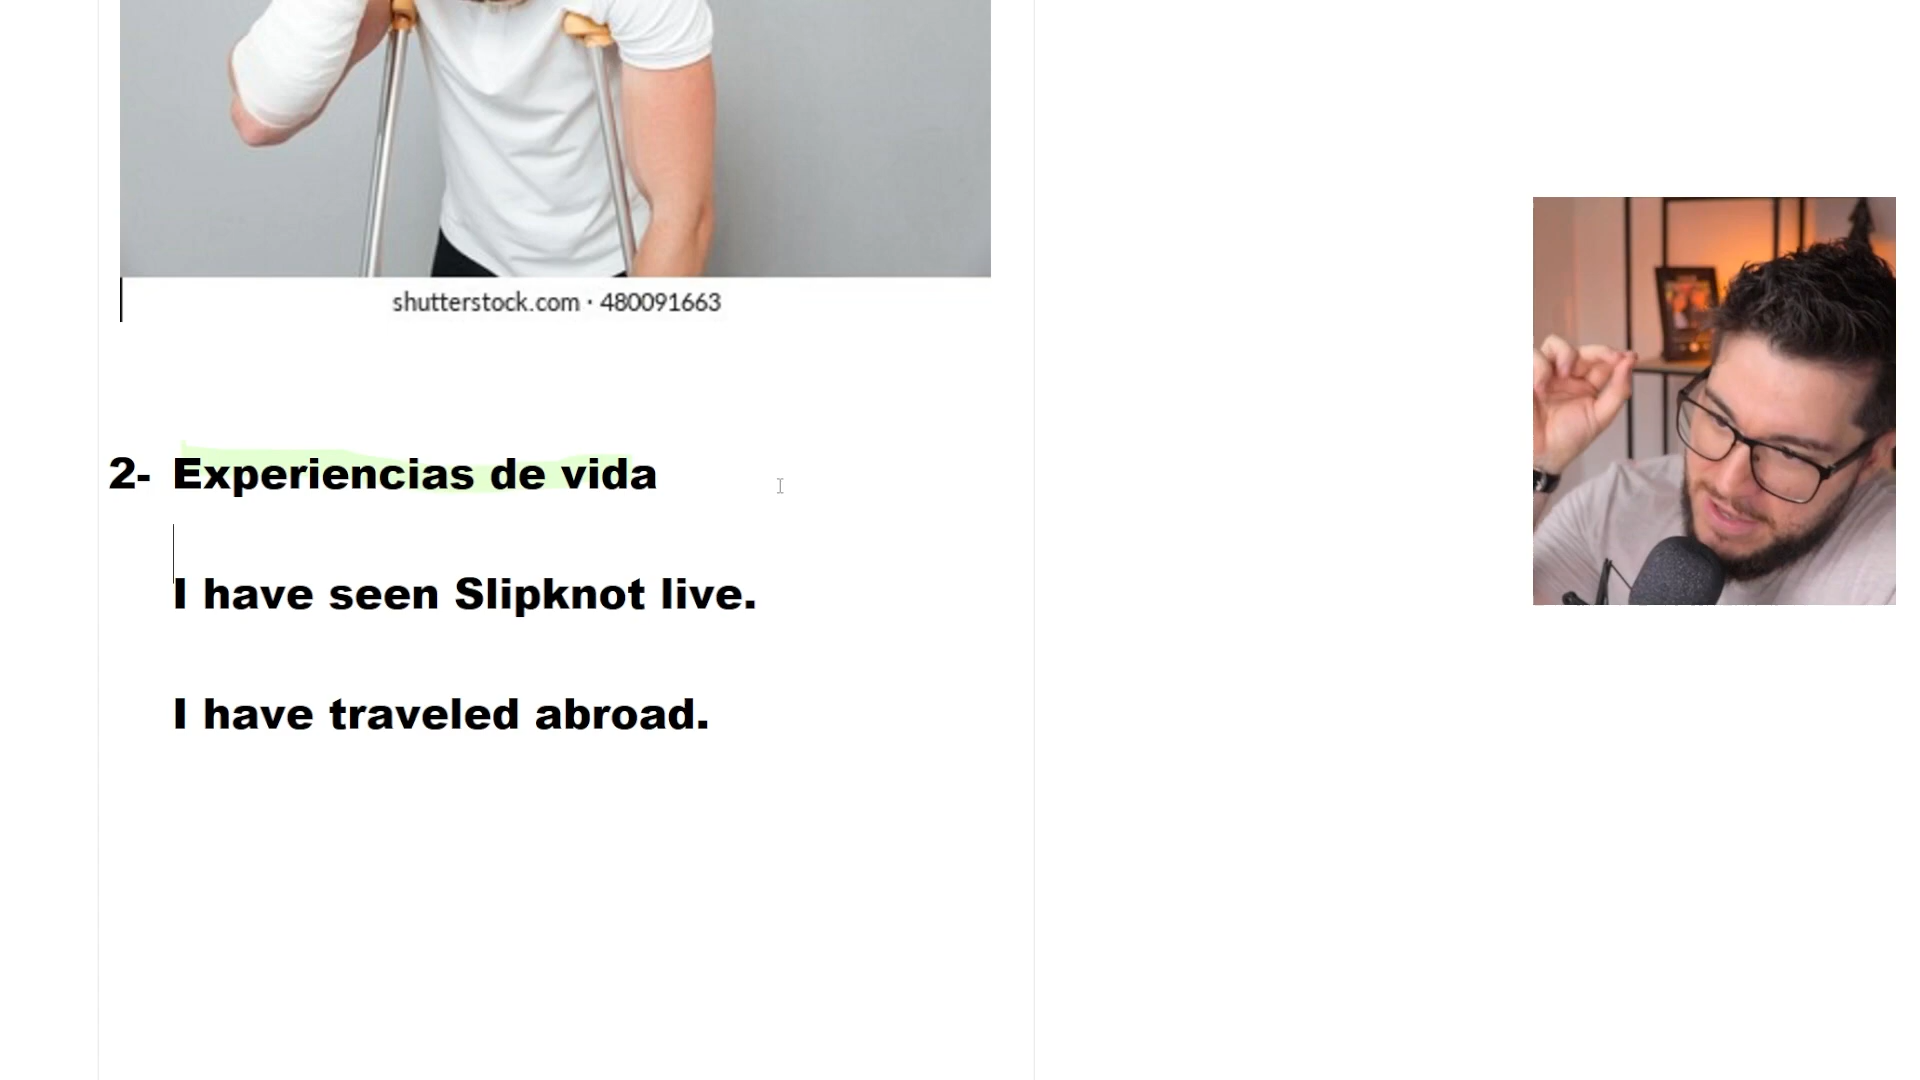 shutterstock.com · 480091663
2- Experiencias de vida
I have seen Slipknot live.
I have traveled abroad.